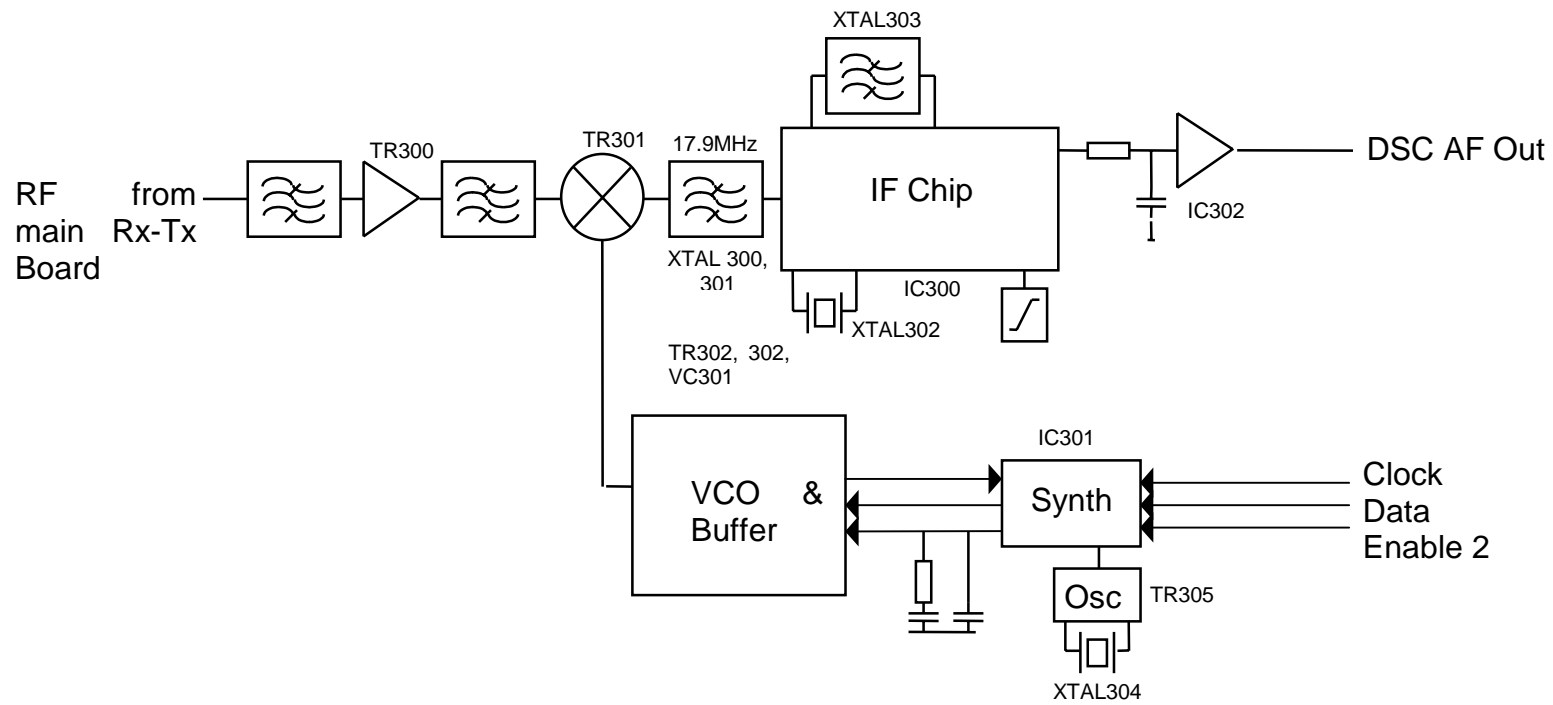 XTAL303
TR300
TR301
17.9MHz
RF from
main Rx-Tx
Board
IF Chip
DSC AF Out
IC302
XTAL 300,
301
IC300
XTAL302
TR302, 302,
VC301
VCO &
Buffer
IC301
Synth
Clock
Data
Enable 2
Osc
TR305
XTAL304